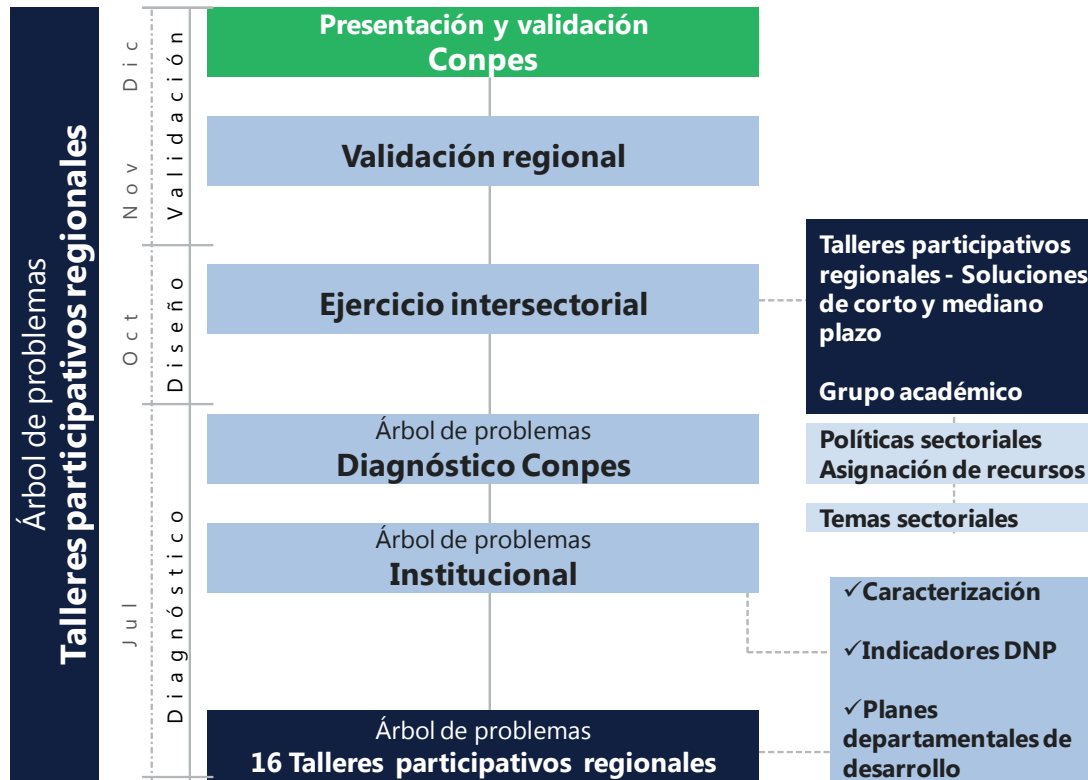 Árbol de problemas
Talleres participativos regionales
Dic
Nov
Oct
Jul
Validación
Diseño
Diagnóstico
Presentación y validación
Conpes
Validación regional
Ejercicio intersectorial
Árbol de problemas
Diagnóstico Conpes
Árbol de problemas
Institucional
Árbol de problemas
16 Talleres participativos regionales
Talleres participativos
regionales - Soluciones
de corto y mediano
plazo
Grupo académico
Políticas sectoriales
Asignación de recursos
Temas sectoriales
✓Caracterización
✓Indicadores DNP
✓Planes
departamentales de
desarrollo